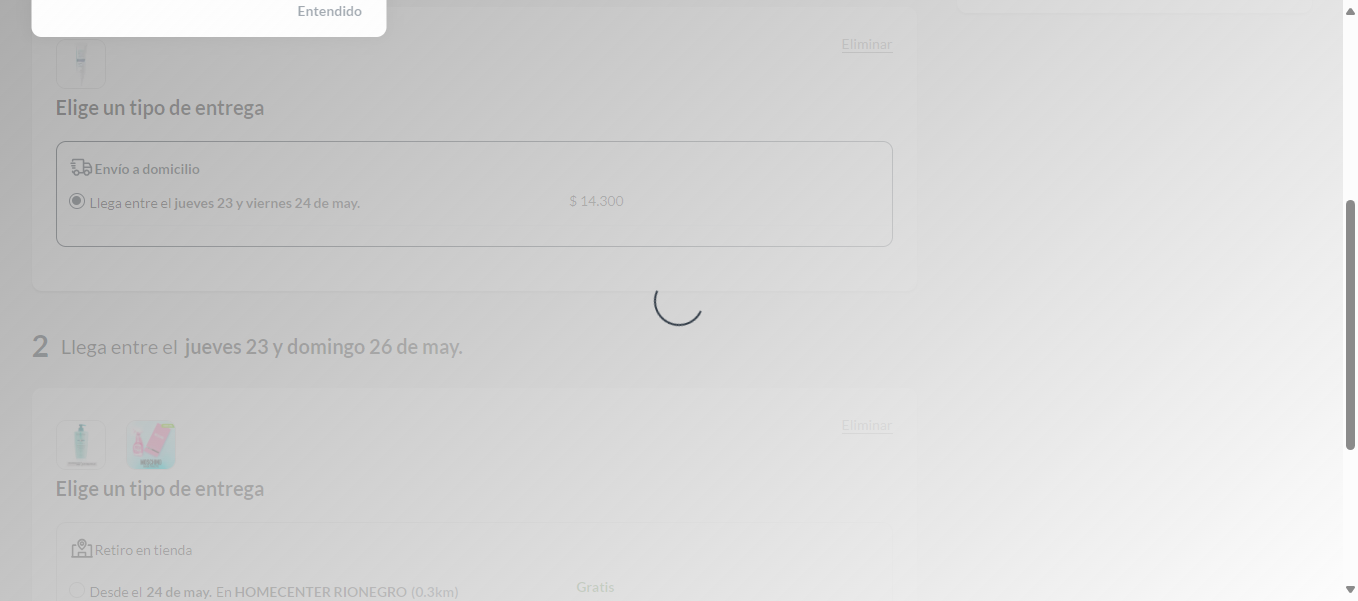 Entendido
Eliminar
Elige un tipo de entrega
Envío a domicilio
Llega entre el jueves 23 y viernes 24 de may. $ 14.300
2 Llega entre el jueves 23 y domingo 26 de may.
Eliminar
Elige un tipo de entrega
Retiro en tienda
Desde el 24 de may. En HOMECENTER RIONEGRO (0.3km) Gratis